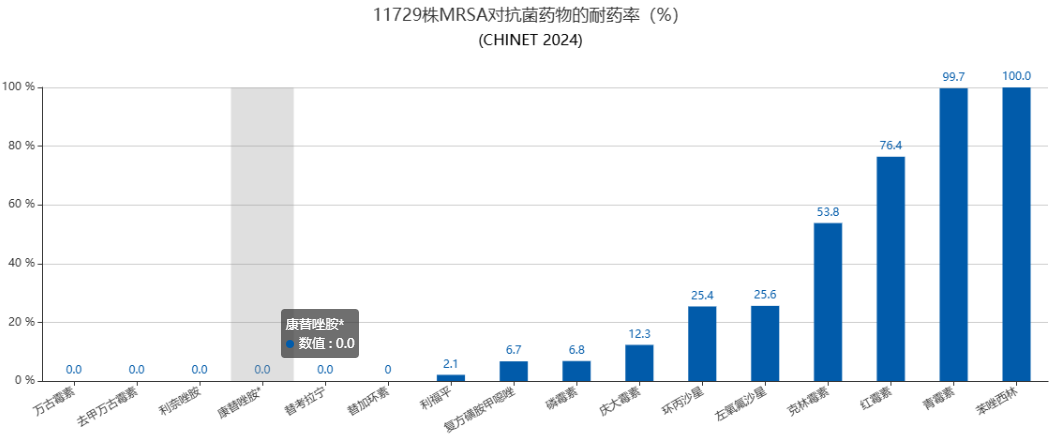 11729株MRSA对抗菌药物的耐药率（%）
(CHINET 2024)
100 %
80 %
60 %
40 %
20 %
0 %
0.0
0.0
0.0
0.0
0.0
0
2.1
6.7
6.8
12.3
25.4
25.6
53.8
76.4
99.7
100.0
康替唑胺*
数值 : 0.0
万古霉素
去甲万古霉素
利奈唑胺
康替唑胺*
替考拉宁
替加环素
利福平
复方磺胺甲噁唑
磷霉素
庆大霉素
环丙沙星
左氧氟沙星
克林霉素
红霉素
青霉素
苯唑西林